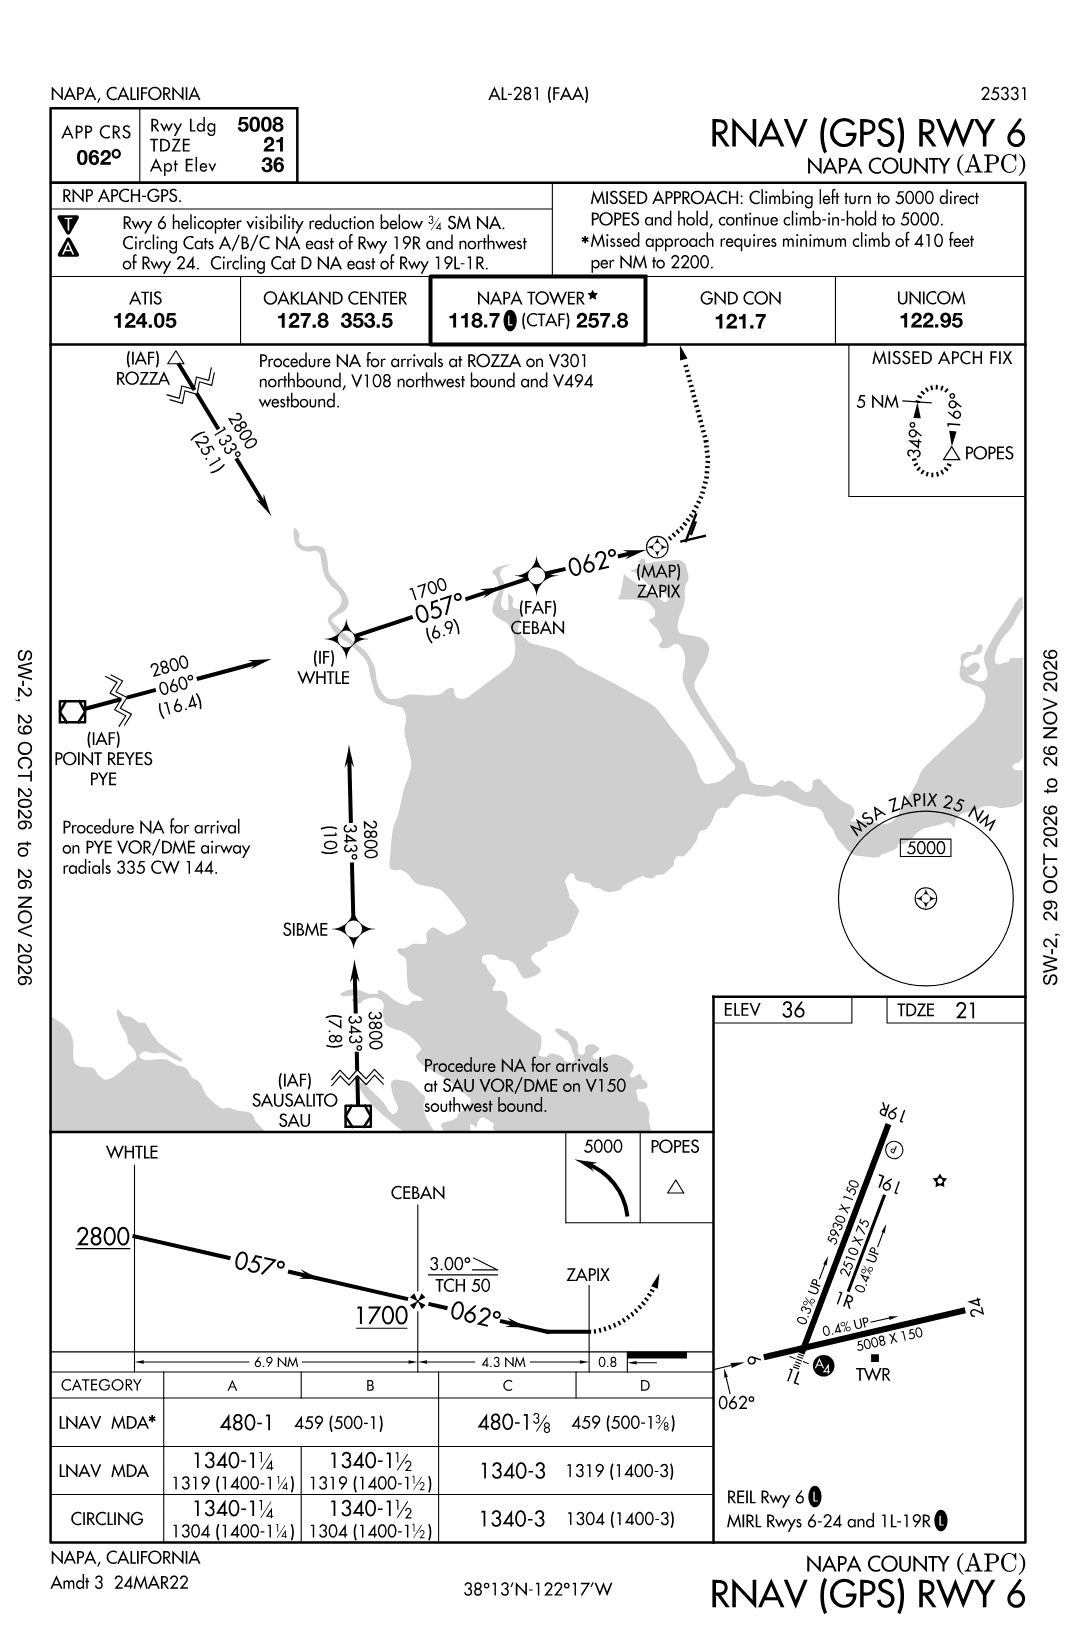 NAPA, CALIFORNIA
AL-281 (FAA)
25331
APP CRS
062°
Rwy Ldg 5008
TDZE 21
Apt Elev 36
RNAV (GPS) RWY 6
NAPA COUNTY (APC)
RNP APCH-GPS.
T
A
Rwy 6 helicopter visibility reduction below ¾ SM NA.
Circling Cats A/B/C NA east of Rwy 19R and northwest
of Rwy 24. Circling Cat D NA east of Rwy 19L-1R.
MISSED APPROACH: Climbing left turn to 5000 direct
POPES and hold, continue climb-in-hold to 5000.
*Missed approach requires minimum climb of 410 feet
per NM to 2200.
ATIS
124.05
OAKLAND CENTER
127.8 353.5
NAPA TOWER★
118.7 L (CTAF) 257.8
GND CON
121.7
UNICOM
122.95
(IAF)
ROZZA
2800
133°
(25.1)
Procedure NA for arrivals at ROZZA on V301
northbound, V108 northwest bound and V494
westbound.
MISSED APCH FIX
5 NM
349°
169°
POPES
1700
057°
(6.9)
062°
(MAP)
ZAPIX
(FAF)
CEBAN
(IF)
WHTLE
2800
060°
(16.4)
(IAF)
POINT REYES
PYE
Procedure NA for arrival
on PYE VOR/DME airway
radials 335 CW 144.
2800
343°
(10)
SIBME
3800
343°
(7.8)
(IAF)
SAUSALITO
SAU
Procedure NA for arrivals
at SAU VOR/DME on V150
southwest bound.
MSA ZAPIX 25 NM
5000
SW-2, 29 OCT 2026 to 26 NOV 2026
SW-2, 29 OCT 2026 to 26 NOV 2026
ELEV 36
TDZE 21
19R
P
19L
5930 X 150
2510 X 75
0.3% UP
0.4% UP
1R
24
0.4% UP
5008 X 150
6
1L
A4
TWR
062°
REIL Rwy 6 L
MIRL Rwys 6-24 and 1L-19R L
WHTLE
CEBAN
5000
POPES
2800
057°
3.00°
TCH 50
ZAPIX
1700
062°
6.9 NM
4.3 NM
0.8
CATEGORY A B C D
LNAV MDA* 480-1 459 (500-1) 480-1⅜ 459 (500-1⅜)
LNAV MDA 1340-1¼ 1340-1½ 1340-3 1319 (1400-3)
1319 (1400-1¼) 1319 (1400-1½)
CIRCLING 1340-1¼ 1340-1½ 1340-3 1304 (1400-3)
1304 (1400-1¼) 1304 (1400-1½)
NAPA, CALIFORNIA
Amdt 3 24MAR22
38°13'N-122°17'W
NAPA COUNTY (APC)
RNAV (GPS) RWY 6